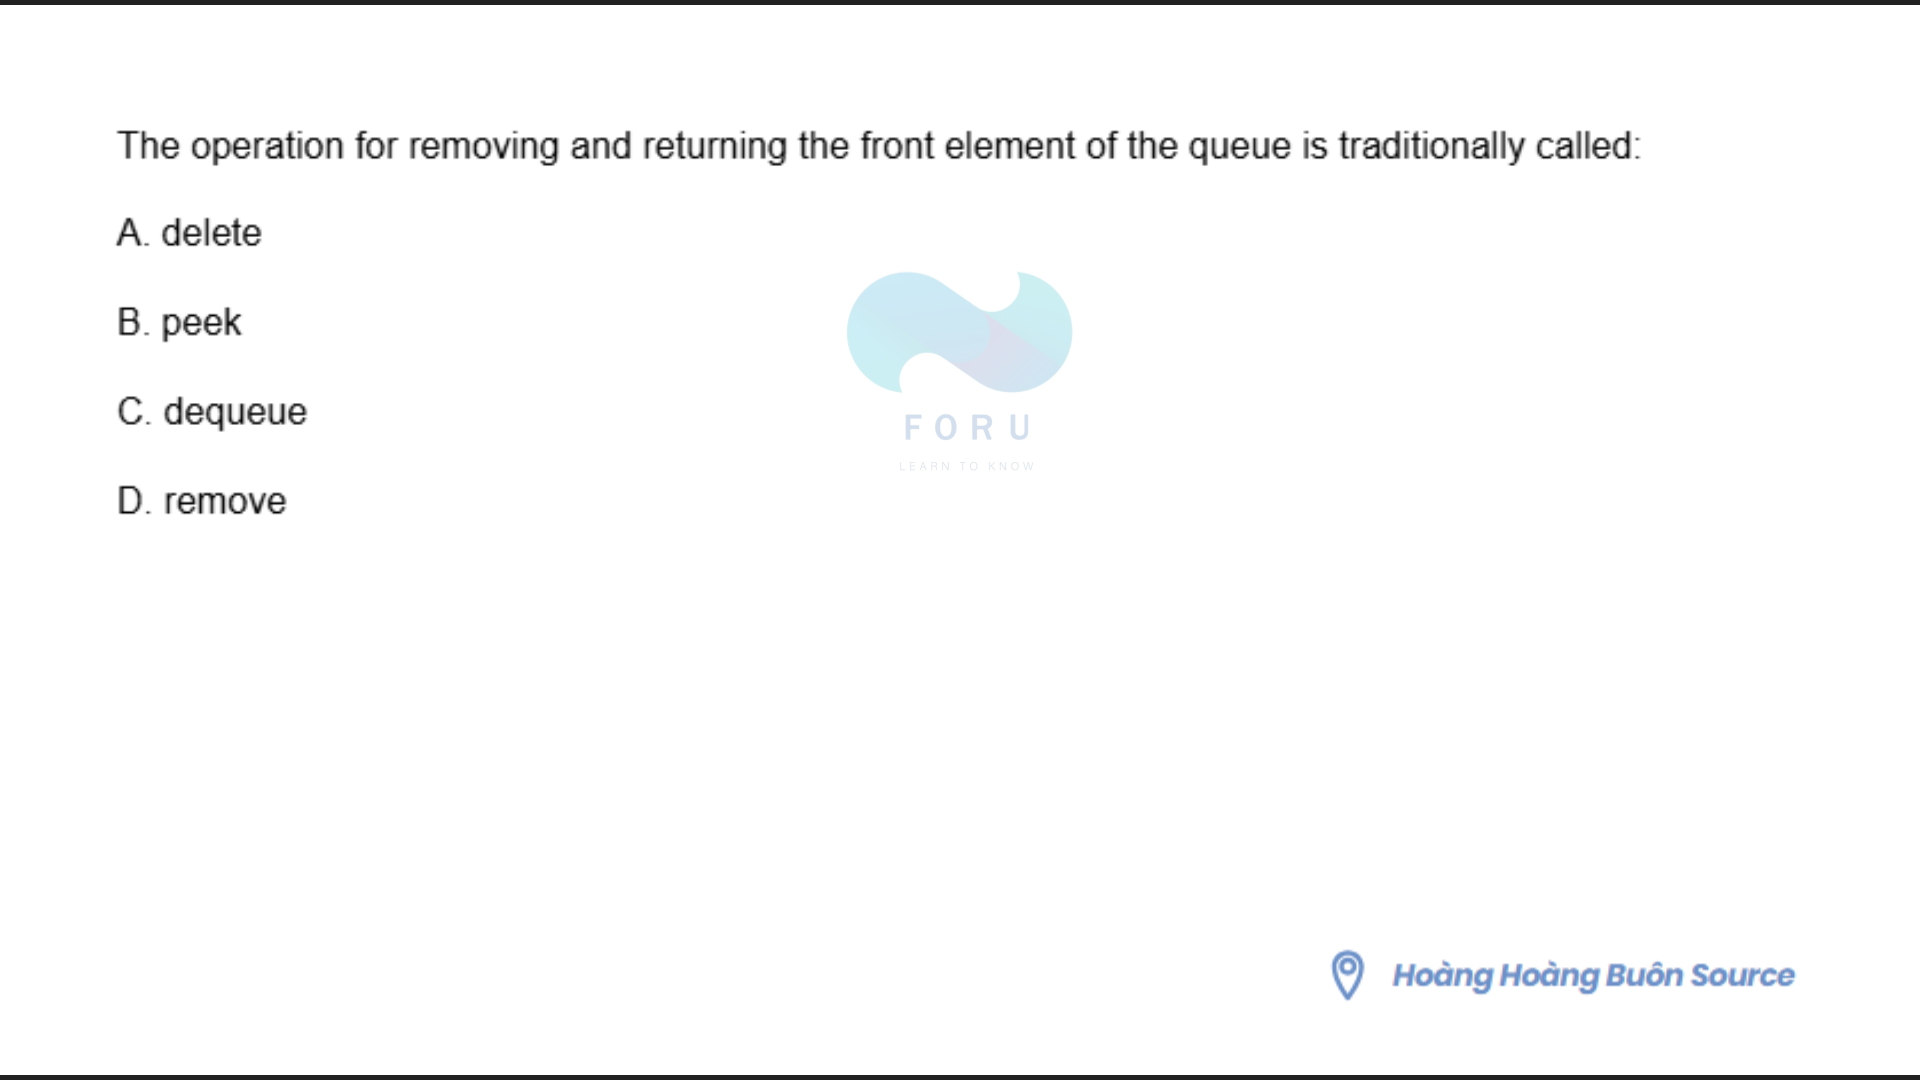 The operation for removing and returning the front element of the queue is traditionally called:
A. delete
B. peek
C. dequeue
D. remove
FORU
LEARN TO KNOW
Hoàng Hoàng Buôn Source